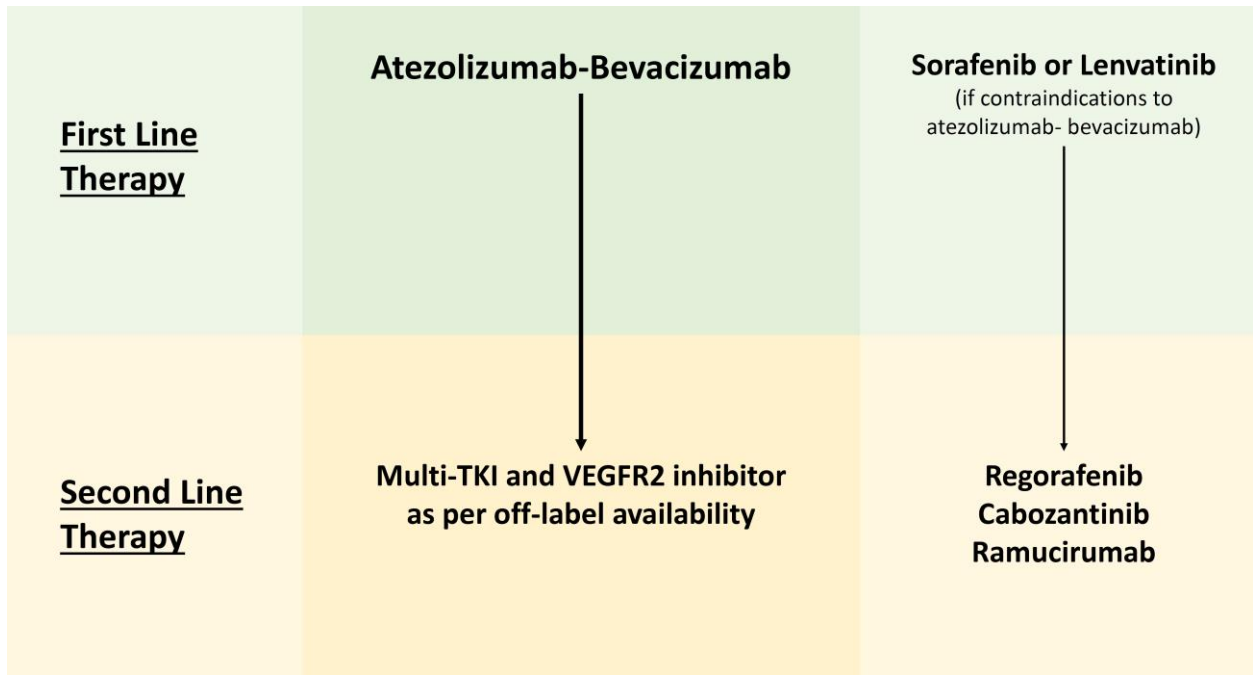 First Line
Therapy
Atezolizumab-Bevacizumab
Sorafenib or Lenvatinib
(if contraindications to
atezolizumab- bevacizumab)
Second Line
Therapy
Multi-TKI and VEGFR2 inhibitor
as per off-label availability
Regorafenib
Cabozantinib
Ramucirumab